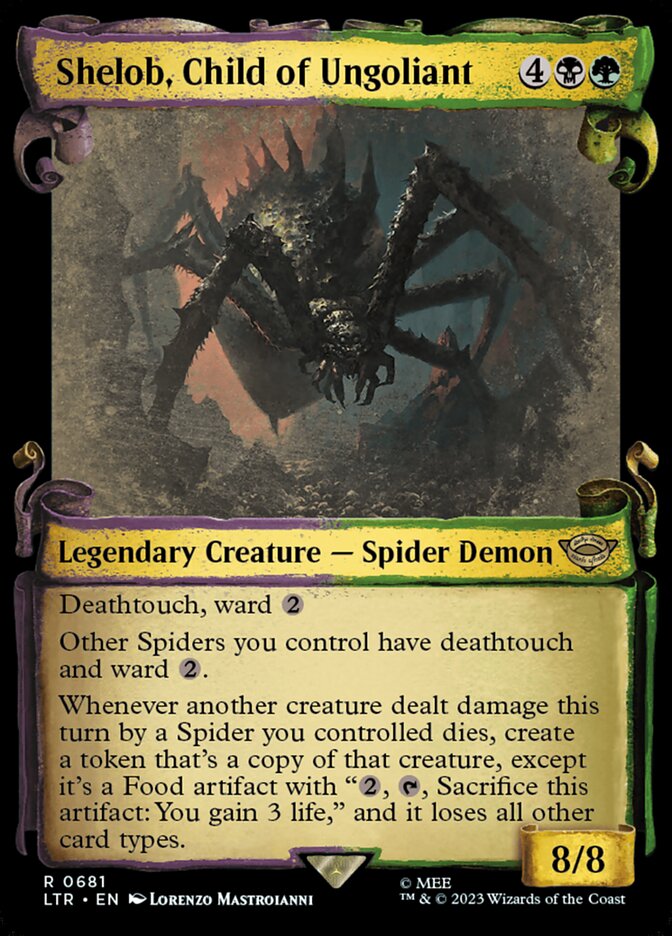 Shelob, Child of Ungoliant 4
Legendary Creature — Spider Demon
Deathtouch, ward 2
Other Spiders you control have deathtouch
and ward 2.
Whenever another creature dealt damage this
turn by a Spider you controlled dies, create
a token that's a copy of that creature, except
it's a Food artifact with “2, , Sacrifice this
artifact: You gain 3 life,” and it loses all other
card types.
8/8
R 0681
LTR • EN Lorenzo Mastroianni
© MEE
™ & © 2023 Wizards of the Coast